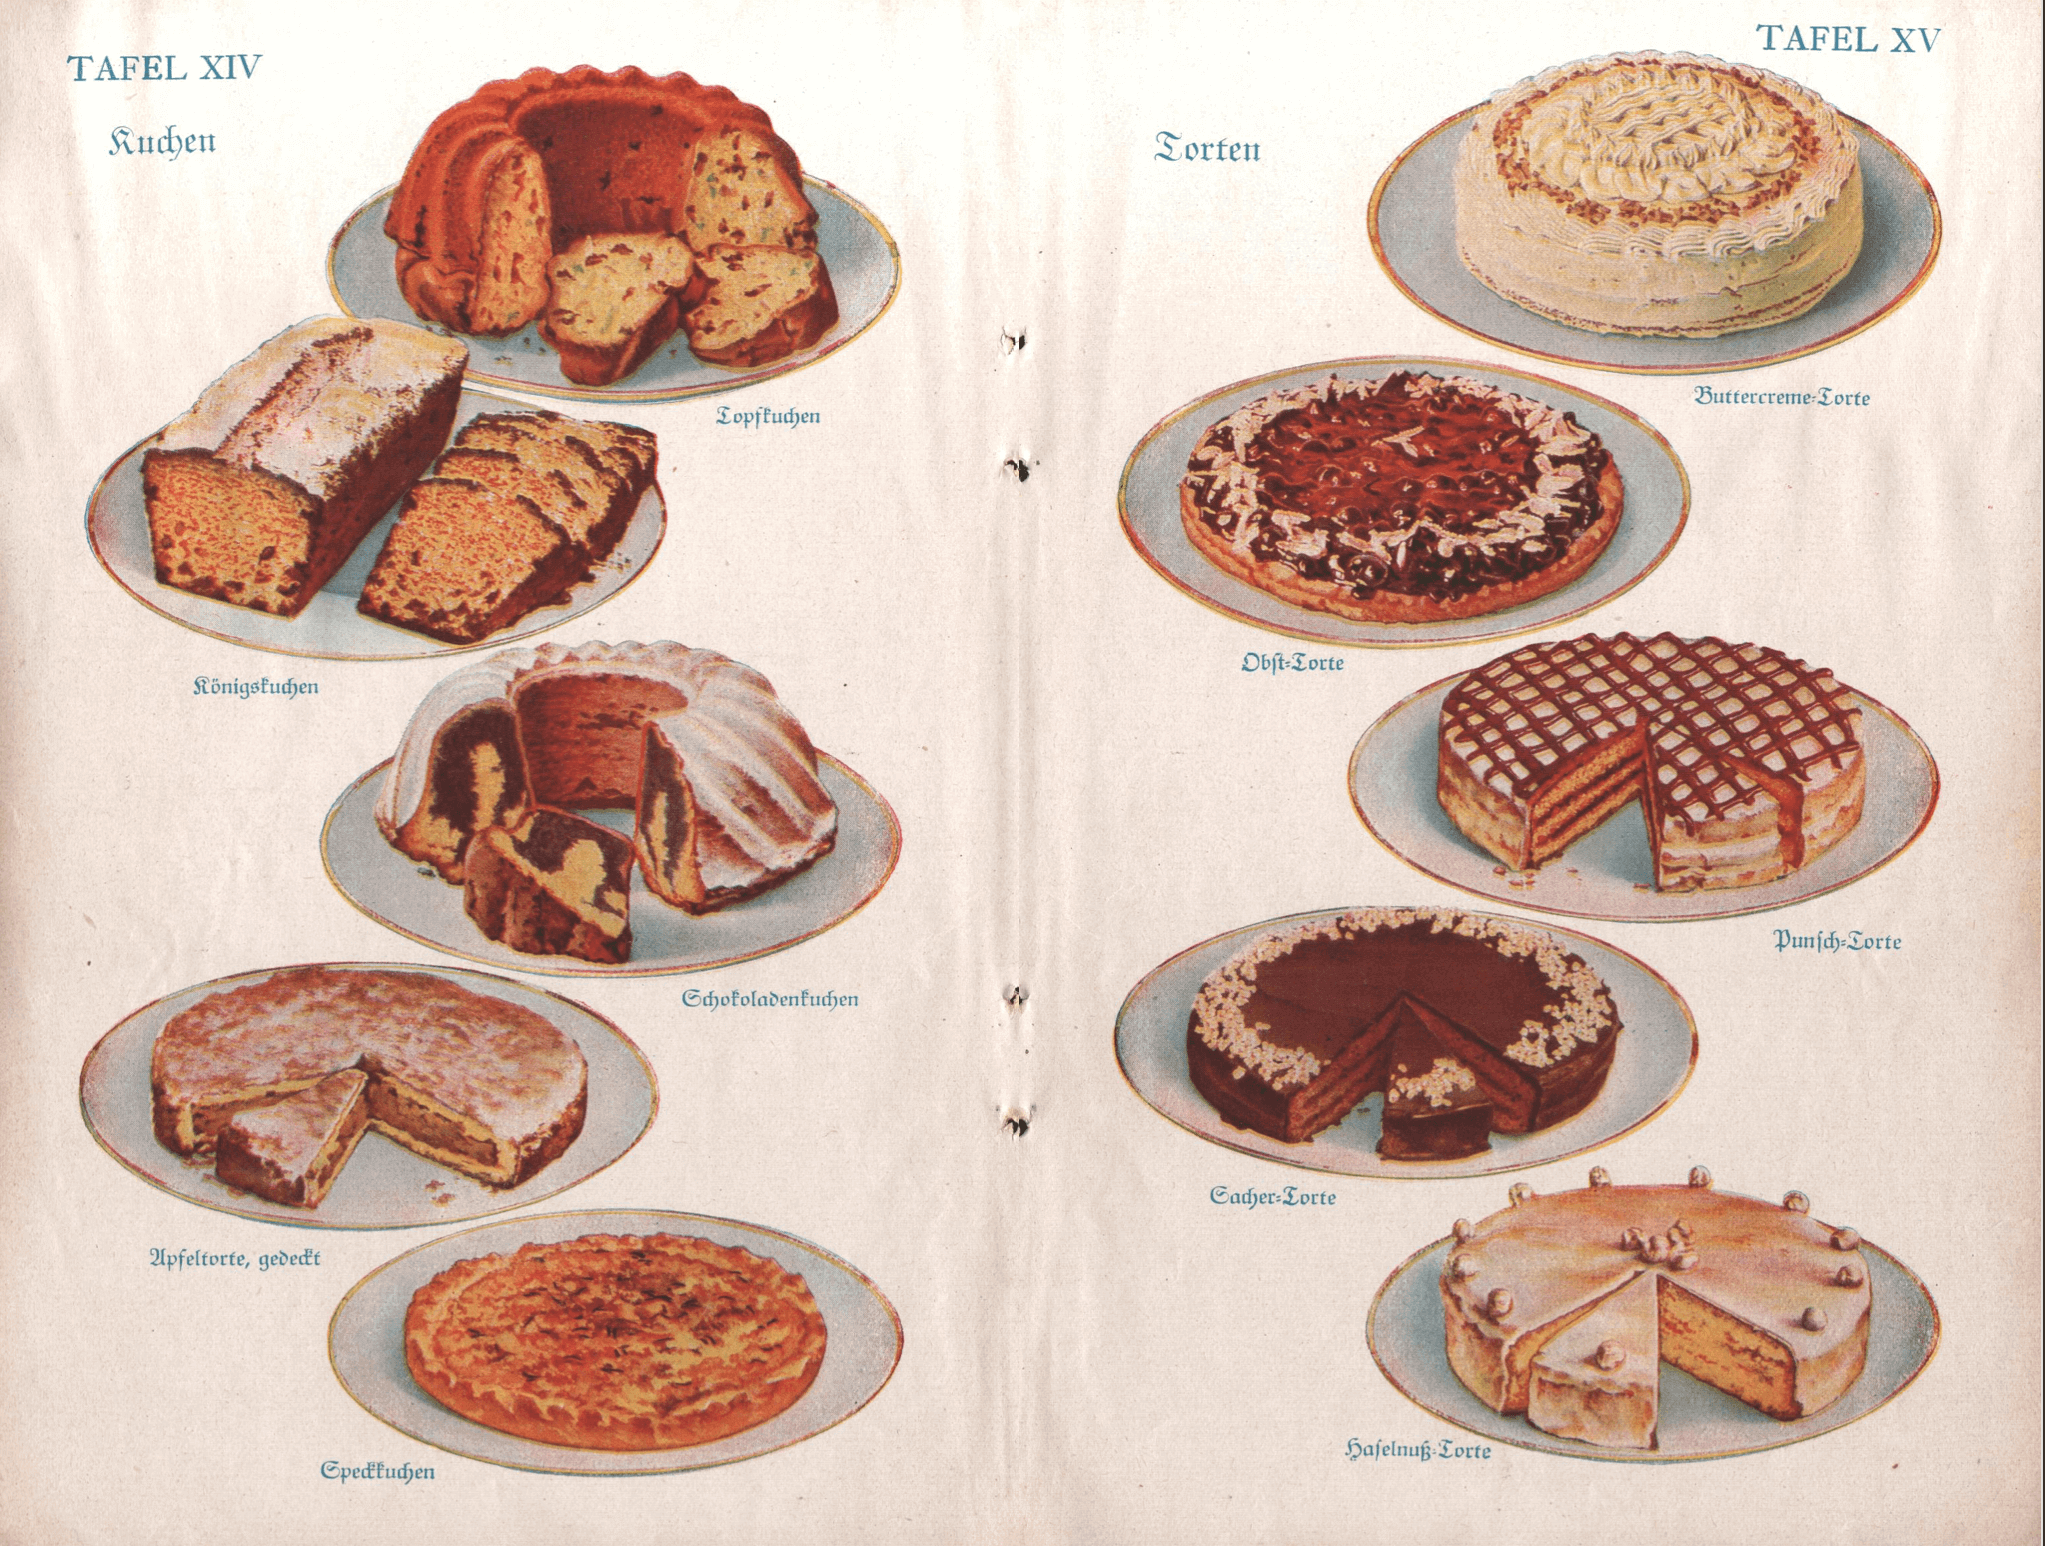 TAFEL XIV
Kuchen
Topfkuchen
Königskuchen
Schokoladenkuchen
Apfeltorte, gedeckt
Speckkuchen
TAFEL XV
Torten
Buttercreme-Torte
Obſt-Torte
Punſch-Torte
Sacher-Torte
Haſelnuß-Torte